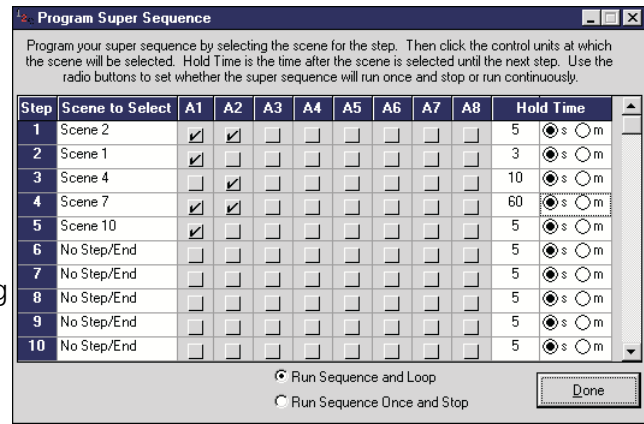 Program Super Sequence
Program your super sequence by selecting the scene for the step. Then click the control units at which
the scene will be selected. Hold Time is the time after the scene is selected until the next step. Use the
radio buttons to set whether the super sequence will run once and stop or run continuously.
Step Scene to Select A1 A2 A3 A4 A5 A6 A7 A8 Hold Time
1 Scene 2 5 s m
2 Scene 1 3 s m
3 Scene 4 10 s m
4 Scene 7 60 s m
5 Scene 10 5 s m
6 No Step/End 5 s m
7 No Step/End 5 s m
g
8 No Step/End 5 s m
9 No Step/End 5 s m
10 No Step/End 5 s m
Run Sequence and Loop
Run Sequence Once and Stop
Done